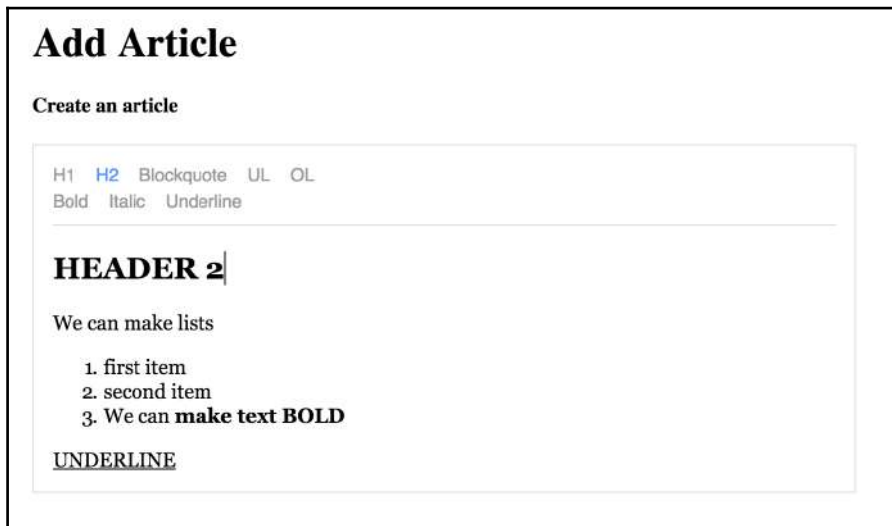 Add Article
Create an article
H1 H2 Blockquote UL OL
Bold Italic Underline
HEADER 2
We can make lists
1. first item
2. second item
3. We can make text BOLD
UNDERLINE